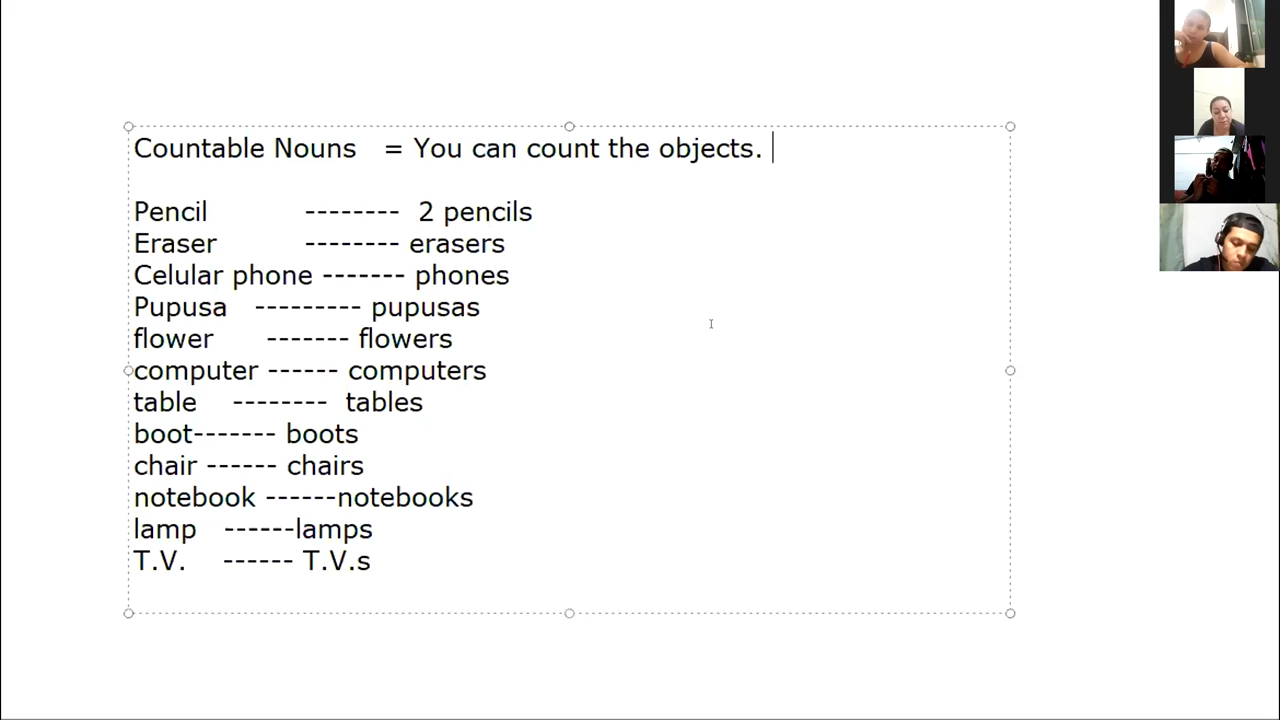 Countable Nouns = You can count the objects.
Pencil -------- 2 pencils
Eraser -------- erasers
Celular phone ------- phones
Pupusa --------- pupusas
flower ------- flowers
computer ------ computers
table -------- tables
boot------- boots
chair ------ chairs
notebook ------notebooks
lamp ------lamps
T.V. ------ T.V.s